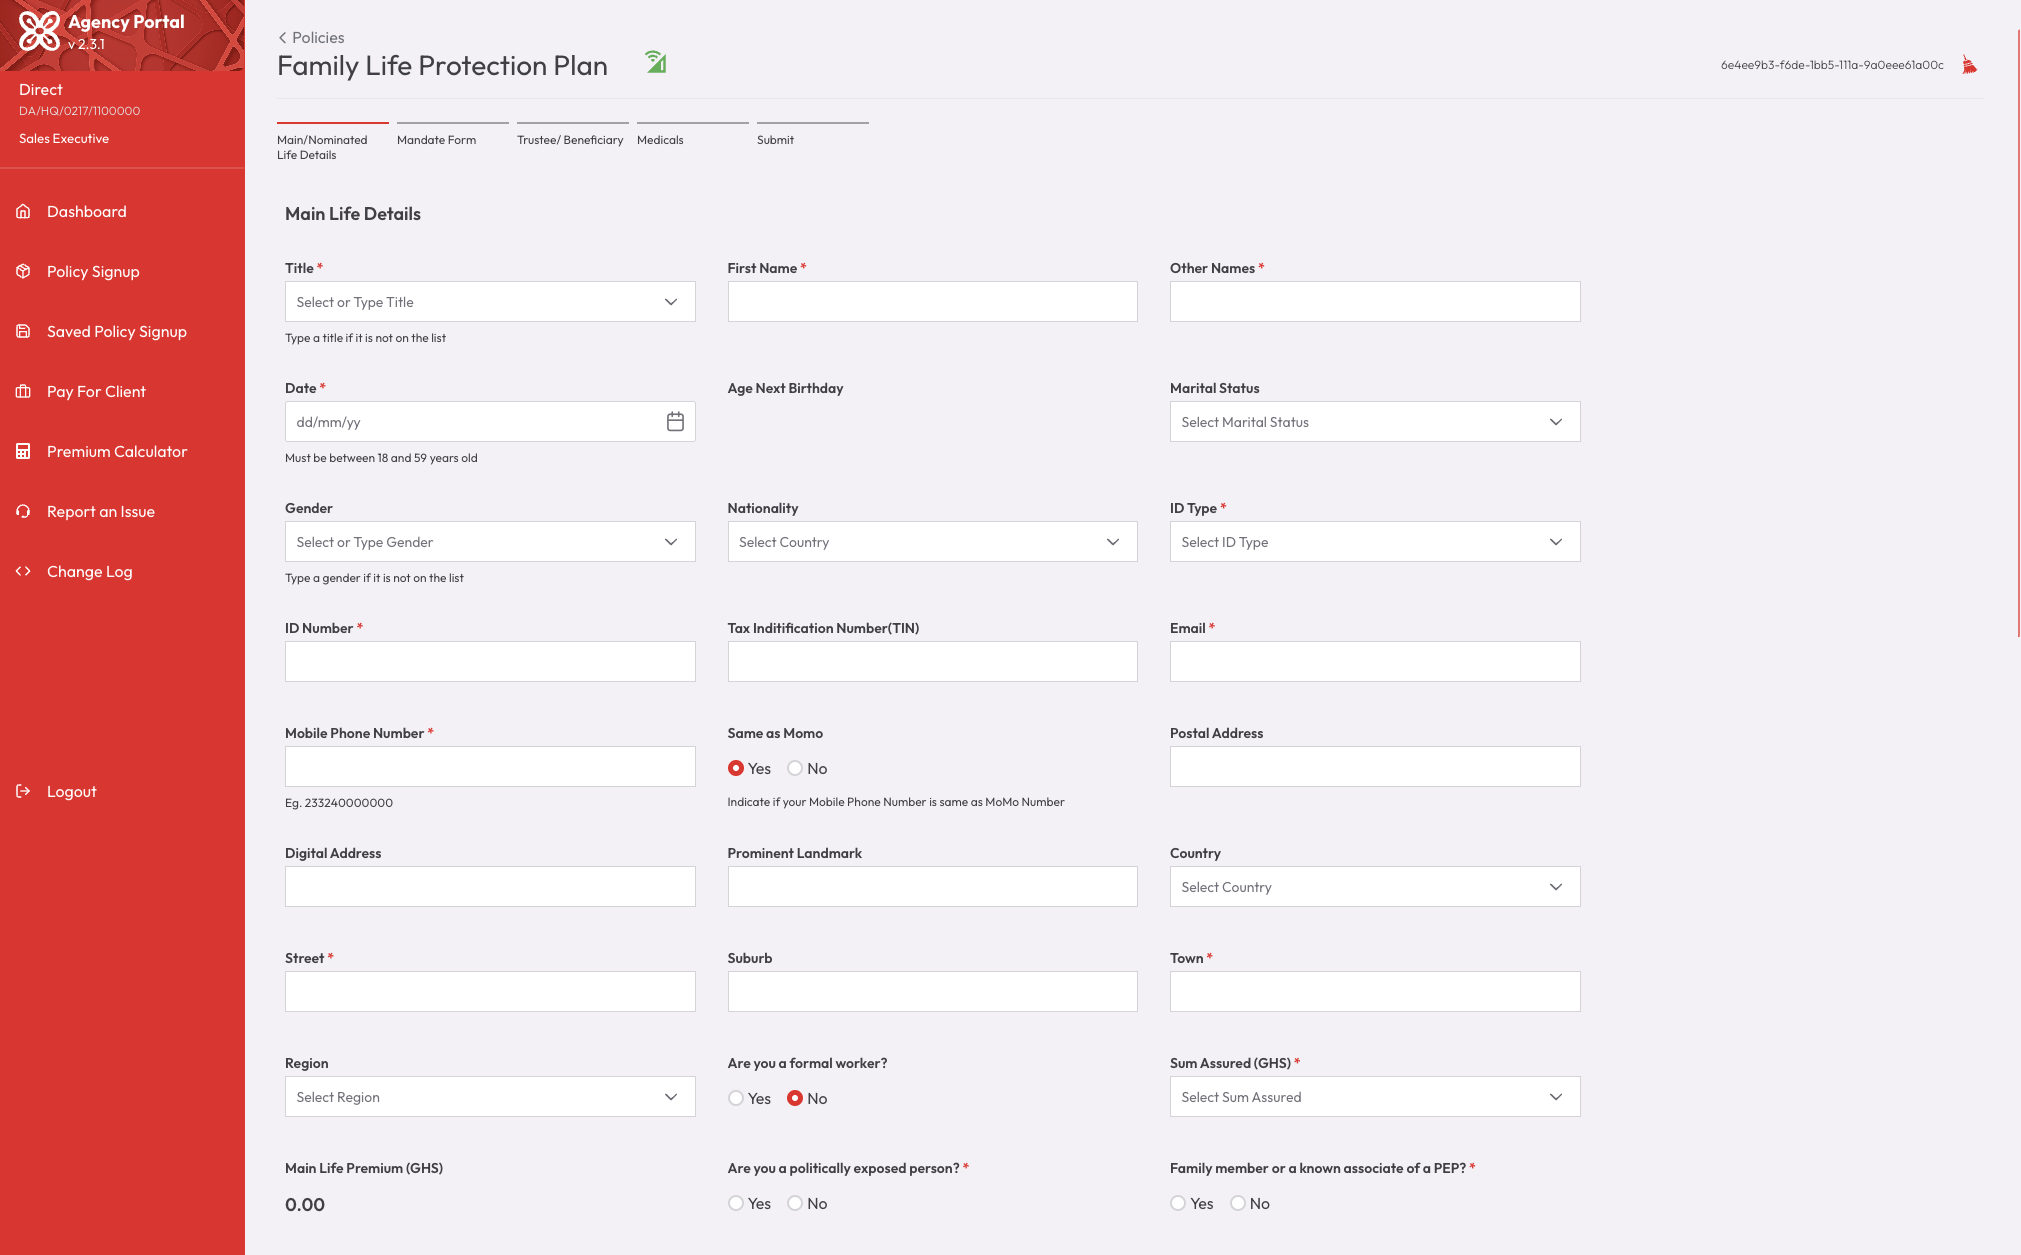 Agency Portal
v 2.3.1
Direct
DA/HQ/0217/1100000
Sales Executive
Dashboard
Policy Signup
Saved Policy Signup
Pay For Client
Premium Calculator
Report an Issue
Change Log
Logout
Policies
Family Life Protection Plan
6e4ee9b3-f6de-1bb5-111a-9a0eee61a00c
Main/Nominated
Life Details
Mandate Form
Trustee/ Beneficiary
Medicals
Submit
Main Life Details
Title *
First Name *
Other Names *
Select or Type Title
Type a title if it is not on the list
Date *
Age Next Birthday
Marital Status
dd/mm/yy
Select Marital Status
Must be between 18 and 59 years old
Gender
Nationality
ID Type *
Select or Type Gender
Select Country
Select ID Type
Type a gender if it is not on the list
ID Number *
Tax Inditification Number(TIN)
Email *
Mobile Phone Number *
Same as Momo
Postal Address
Yes No
Eg. 233240000000
Indicate if your Mobile Phone Number is same as MoMo Number
Digital Address
Prominent Landmark
Country
Select Country
Street *
Suburb
Town *
Region
Are you a formal worker?
Sum Assured (GHS) *
Select Region
Yes No
Select Sum Assured
Main Life Premium (GHS)
Are you a politically exposed person? *
Family member or a known associate of a PEP? *
0.00
Yes No
Yes No